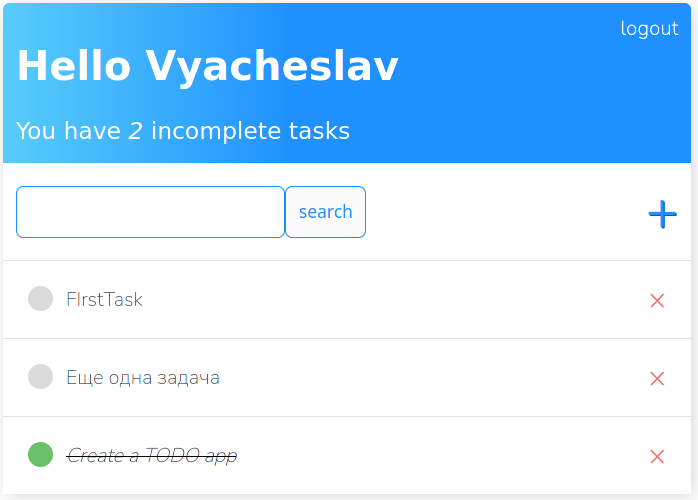 logout
Hello Vyacheslav
You have 2 incomplete tasks
search
FIrstTask
Еще одна задача
Create a TODO app